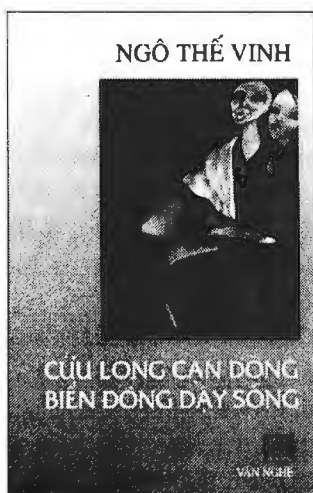 NGÔ THẾ VINH
CỬU LONG CẠN DÒNG
BIỂN ĐÔNG DẬY SÓNG
VĂN NGHỆ